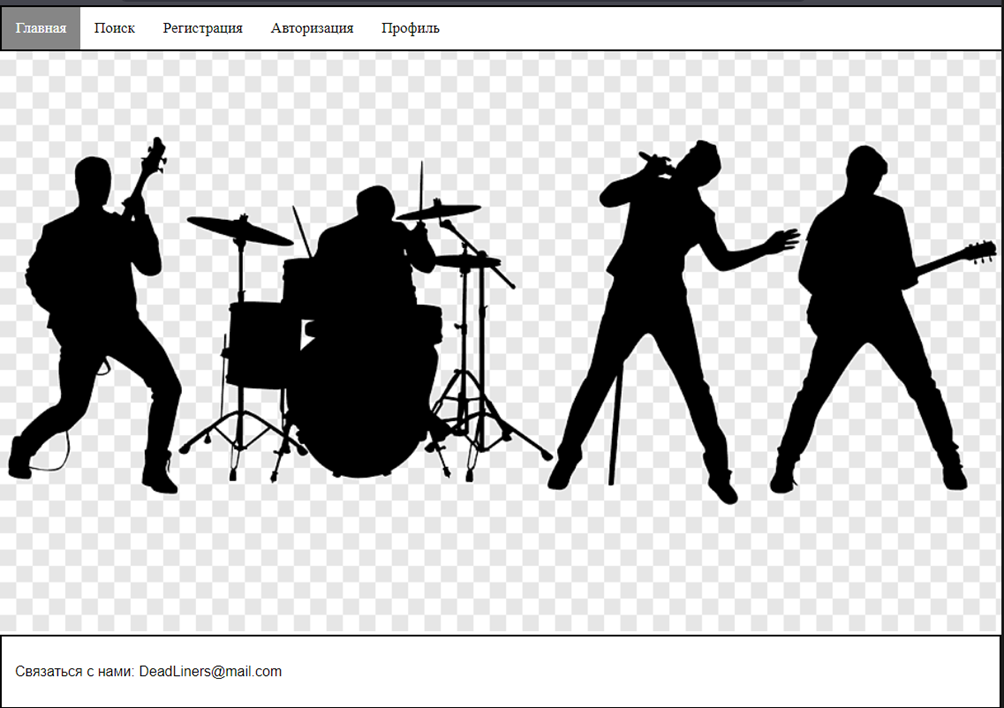 Главная Поиск Регистрация Авторизация Профиль
Связаться с нами: DeadLiners@mail.com